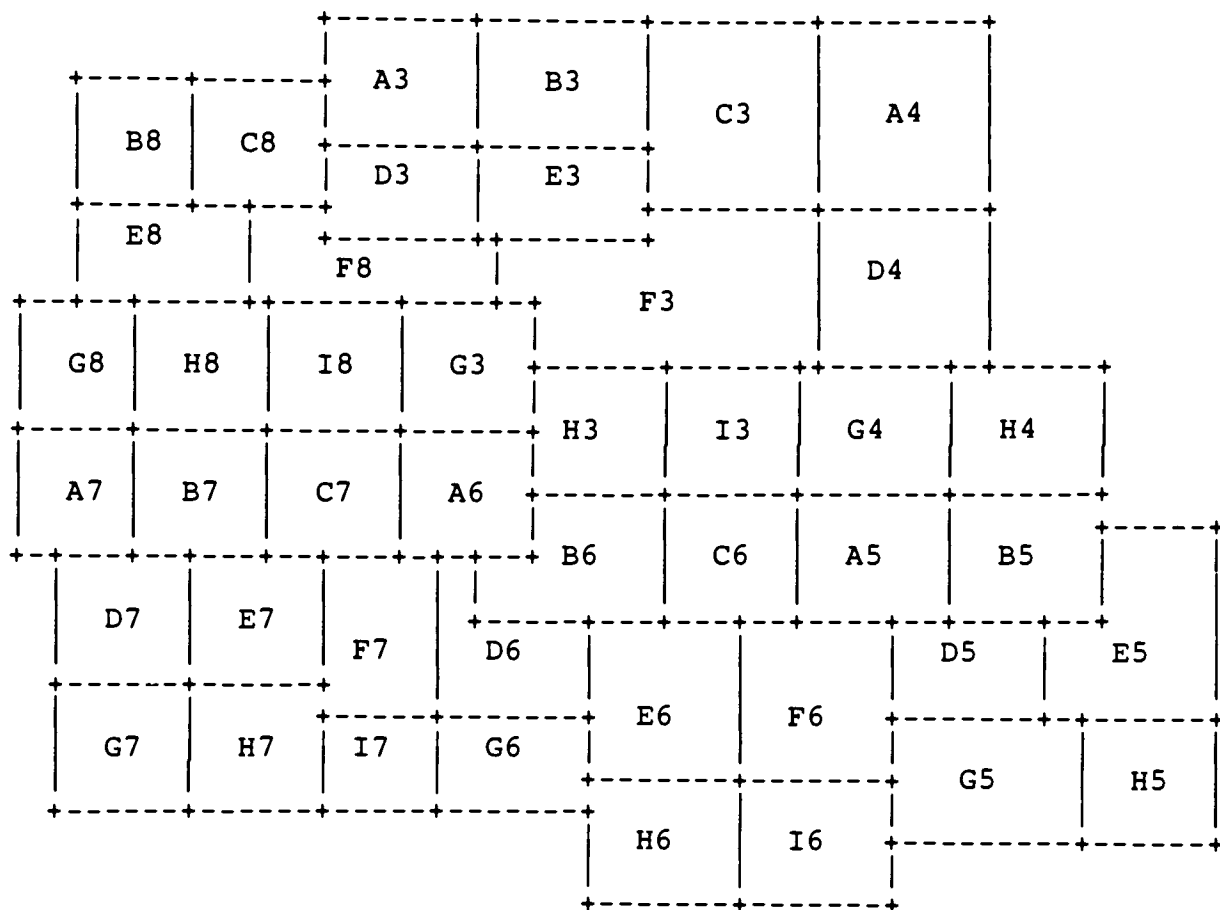 A3 B3
C3 A4
B8 C8
D3 E3
E8
F8 D4
F3
G8 H8 I8 G3
H3 I3 G4 H4
A7 B7 C7 A6
B6 C6 A5 B5
D7 E7
F7 D6 D5 E5
E6 F6
G7 H7 I7 G6
G5 H5
H6 I6